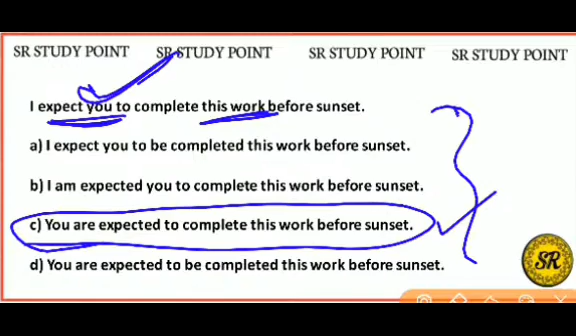 SR STUDY POINT SR STUDY POINT SR STUDY POINT SR STUDY POINT
I expect you to complete this work before sunset.
a) I expect you to be completed this work before sunset.
b) I am expected you to complete this work before sunset.
c) You are expected to complete this work before sunset.
d) You are expected to be completed this work before sunset.
SR